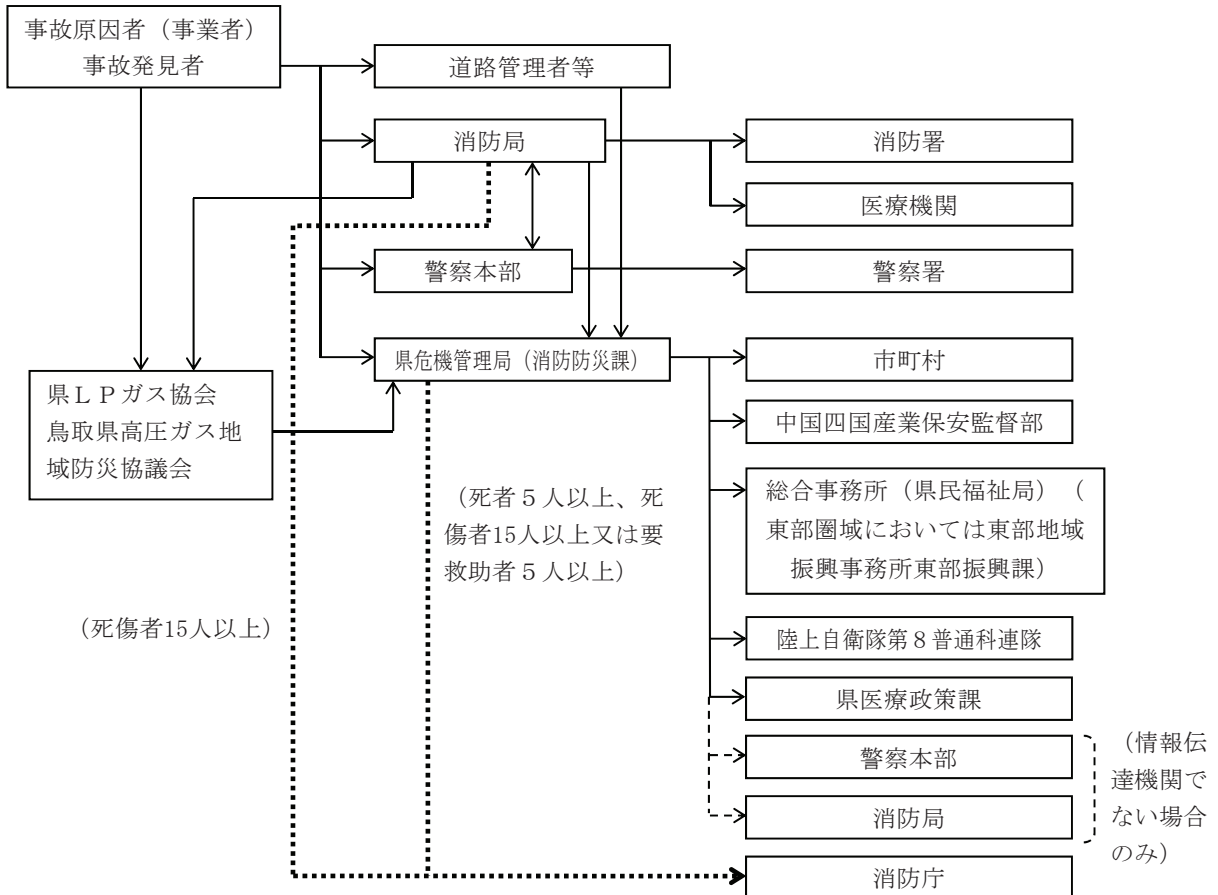 事故原因者（事業者）
事故発見者
道路管理者等
消防局
消防署
医療機関
警察本部
警察署
県危機管理局（消防防災課）
市町村
県ＬＰガス協会
鳥取県高圧ガス地
域防災協議会
中国四国産業保安監督部
（死者５人以上、死
傷者15人以上又は要
救助者５人以上）
総合事務所（県民福祉局）（
東部圏域においては東部地域
振興事務所東部振興課）
（死傷者15人以上）
陸上自衛隊第８普通科連隊
県医療政策課
警察本部
消防局
（情報伝
達機関で
ない場合
のみ）
消防庁